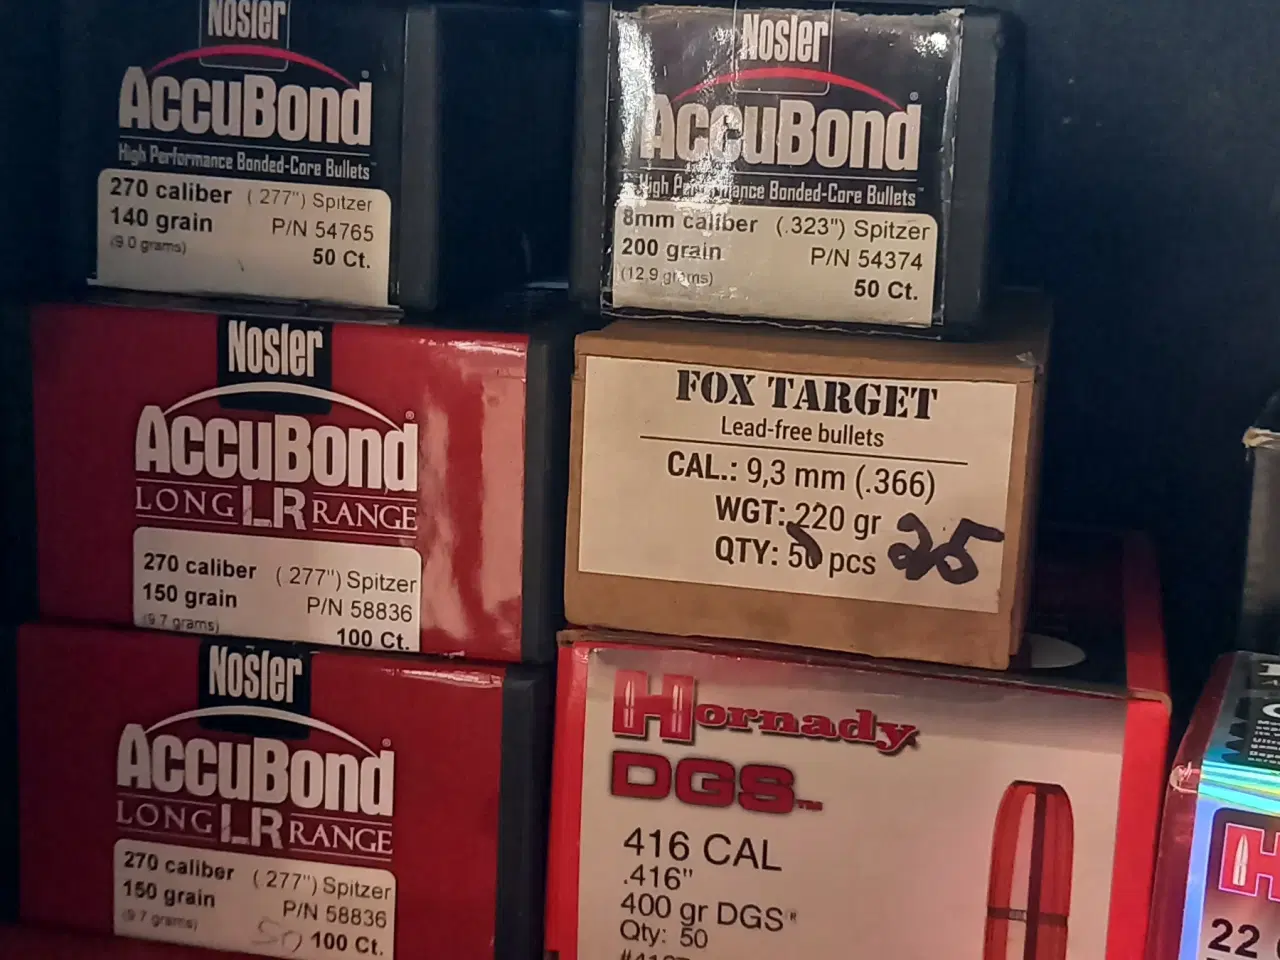 Nosler
AccuBond®
High Performance Bonded-Core Bullets™
270 caliber (.277") Spitzer
140 grain P/N 54765
(9.0 grams) 50 Ct.
Nosler
AccuBond®
High Performance Bonded-Core Bullets™
8mm caliber (.323") Spitzer
200 grain P/N 54374
(12.9 grams) 50 Ct.
Nosler
AccuBond®
LONG LR RANGE
270 caliber (.277") Spitzer
150 grain P/N 58836
(9.7 grams) 100 Ct.
FOX TARGET
Lead-free bullets
CAL.: 9,3 mm (.366)
WGT: 220 gr
QTY: 50 pcs 25
Nosler
AccuBond®
LONG LR RANGE
270 caliber (.277") Spitzer
150 grain P/N 58836
(9.7 grams) 50 100 Ct.
Hornady
DGS™
416 CAL
.416"
400 gr DGS®
Qty: 50
H
22